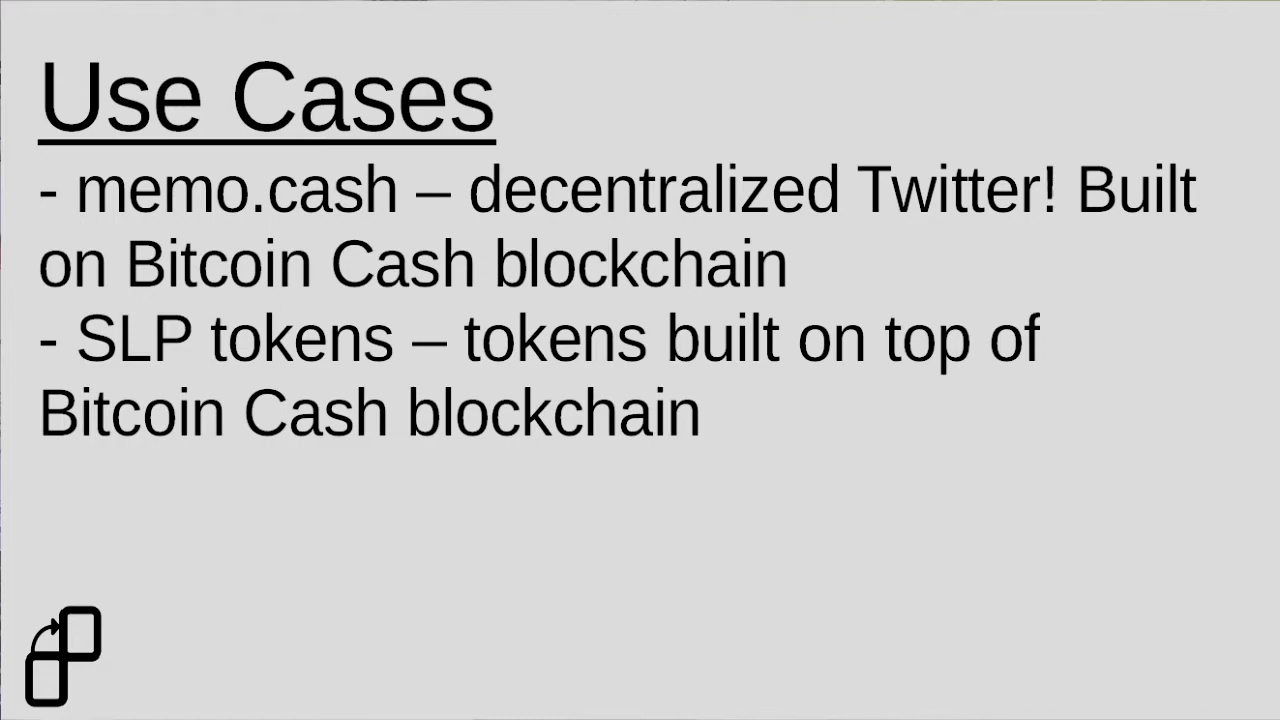 Use Cases
- memo.cash – decentralized Twitter! Built
on Bitcoin Cash blockchain
- SLP tokens – tokens built on top of
Bitcoin Cash blockchain